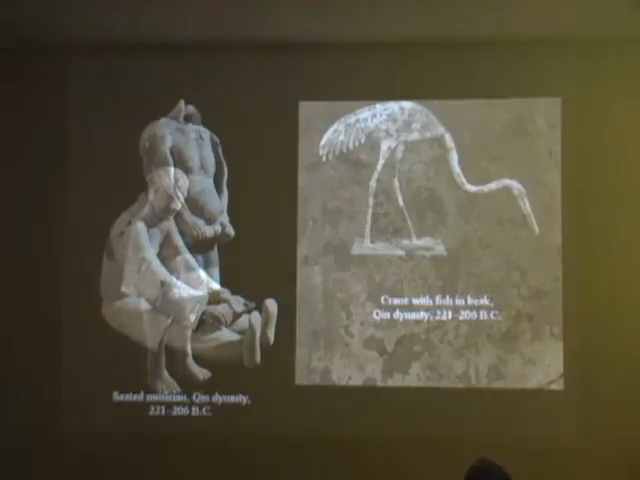 Crane with fish in beak,
Qin dynasty, 221–206 B.C.
Seated musician, Qin dynasty,
221–206 B.C.